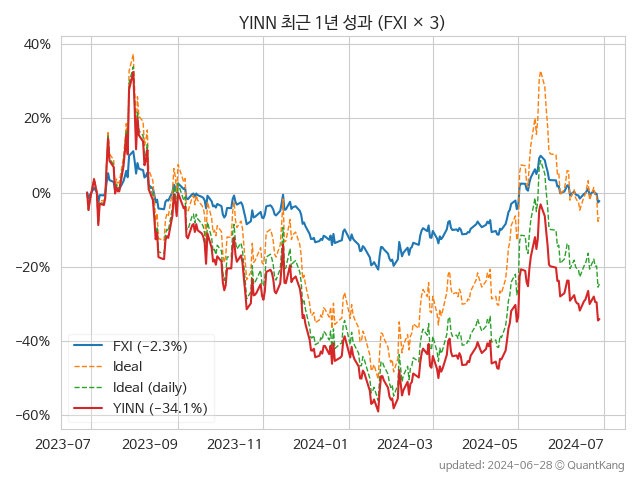 YINN 최근 1년 성과 (FXI × 3)
40%
20%
0%
−20%
−40%
−60%
FXI (−2.3%)
Ideal
Ideal (daily)
YINN (−34.1%)
2023-07 2023-09 2023-11 2024-01 2024-03 2024-05 2024-07
updated: 2024-06-28 ⓒ QuantKang